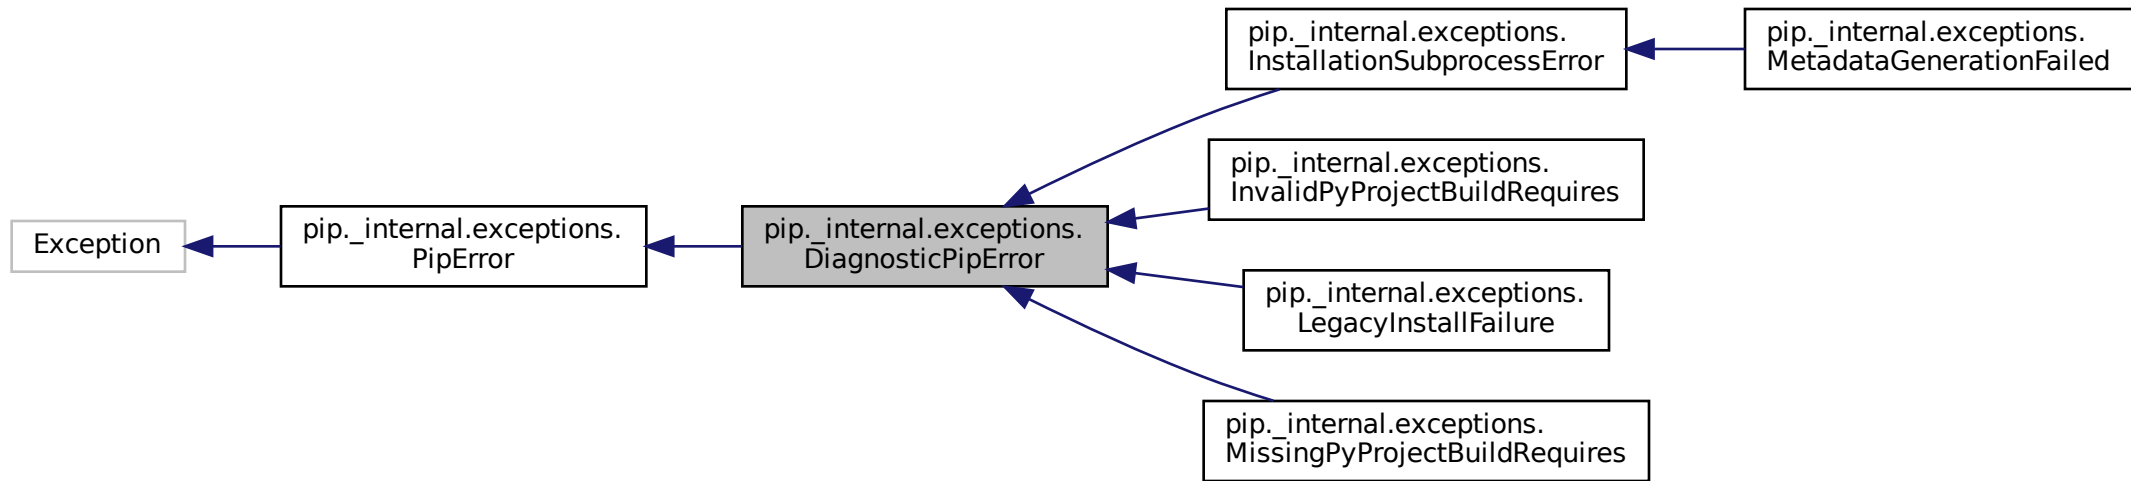 Exception
pip._internal.exceptions.
PipError
pip._internal.exceptions.
DiagnosticPipError
pip._internal.exceptions.
InstallationSubprocessError
pip._internal.exceptions.
MetadataGenerationFailed
pip._internal.exceptions.
InvalidPyProjectBuildRequires
pip._internal.exceptions.
LegacyInstallFailure
pip._internal.exceptions.
MissingPyProjectBuildRequires